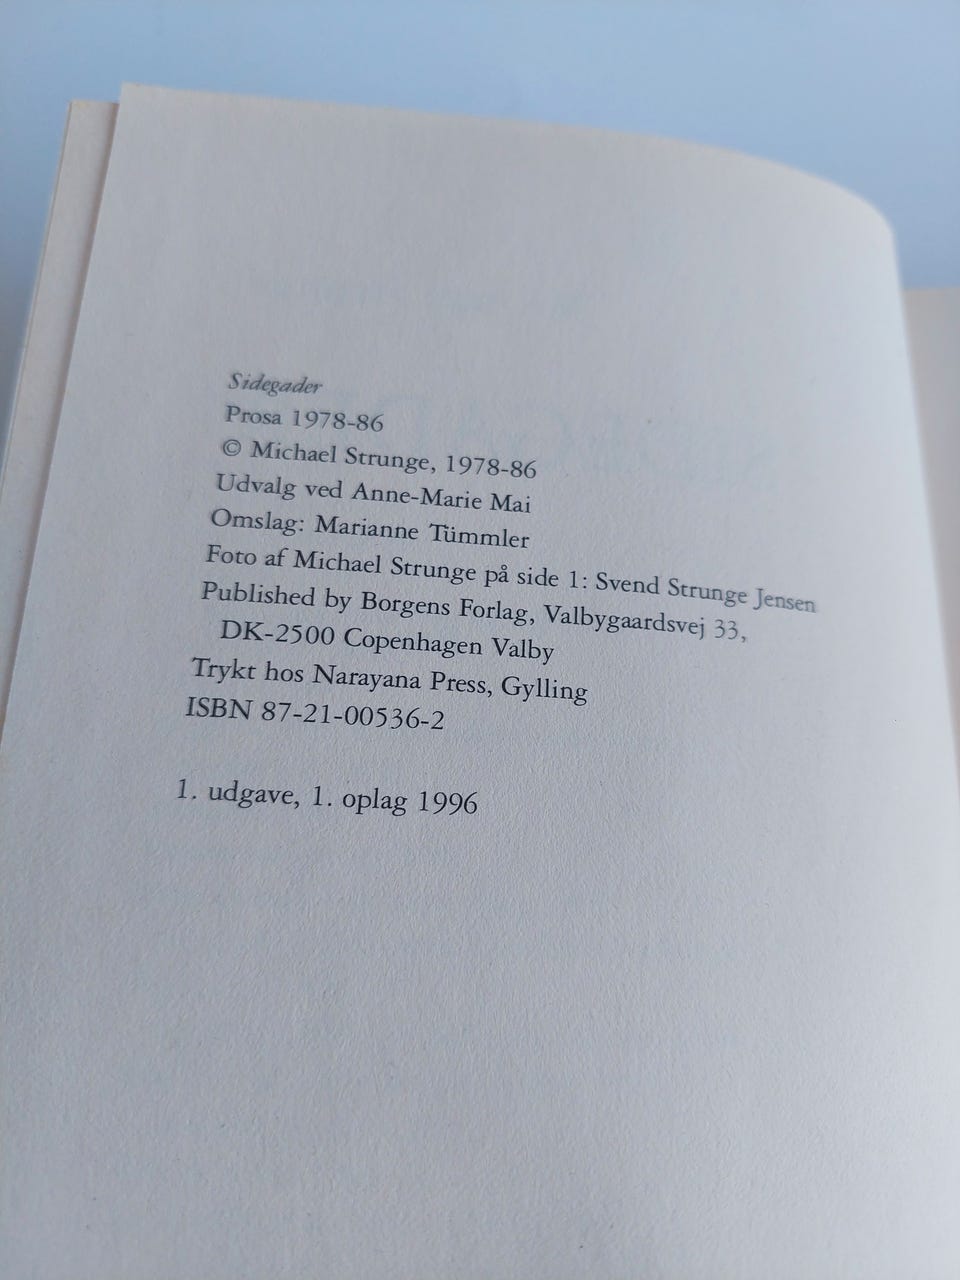 Sidegader
Prosa 1978-86
© Michael Strunge, 1978-86
Udvalg ved Anne-Marie Mai
Omslag: Marianne Tümmler
Foto af Michael Strunge på side 1: Svend Strunge Jensen
Published by Borgens Forlag, Valbygaardsvej 33,
DK-2500 Copenhagen Valby
Trykt hos Narayana Press, Gylling
ISBN 87-21-00536-2
1. udgave, 1. oplag 1996